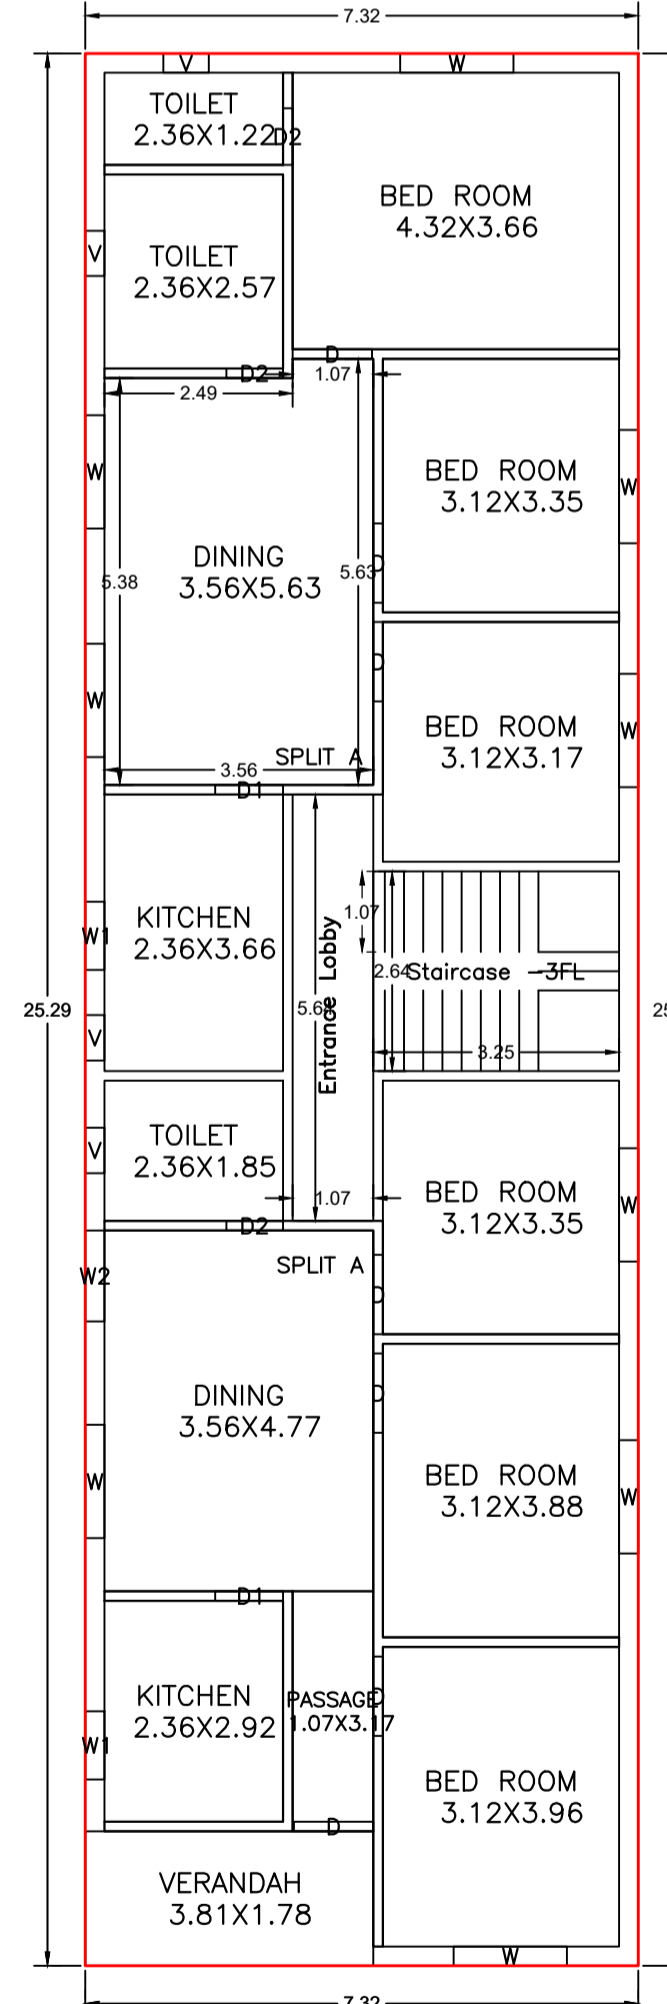 7.32
V
W
TOILET
2.36X1.22
D2
BED ROOM
4.32X3.66
V
TOILET
2.36X2.57
D
D2
1.07
2.49
W
BED ROOM
3.12X3.35
W
DINING
3.56X5.63
5.38
5.63
D
D
W
BED ROOM
3.12X3.17
W
SPLIT A
3.56
D1
KITCHEN
2.36X3.66
W1
1.07
Entrance Lobby
2.64
Staircase -3FL
25.29
V
3.25
TOILET
2.36X1.85
V
1.07
BED ROOM
3.12X3.35
W
D2
SPLIT A
W2
D
DINING
3.56X4.77
D
W
BED ROOM
3.12X3.88
W
D1
KITCHEN
2.36X2.92
PASSAGE
1.07X3.17
D
W1
BED ROOM
3.12X3.96
D
VERANDAH
3.81X1.78
W
7.32